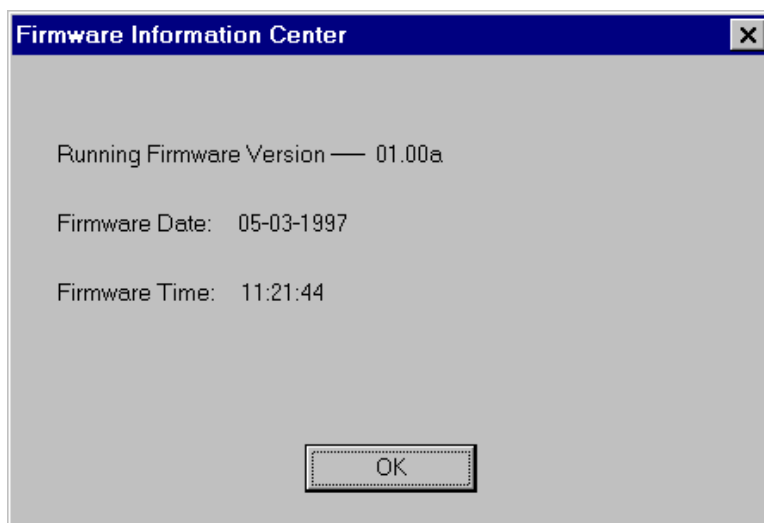 Firmware Information Center
Running Firmware Version — 01.00a
Firmware Date: 05-03-1997
Firmware Time: 11:21:44
OK